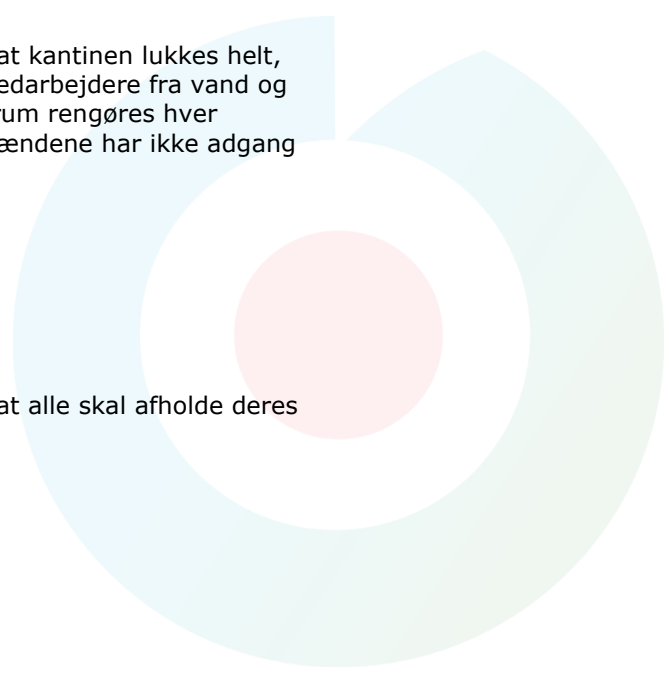 at kantinen lukkes helt,
edarbejdere fra vand og
rum rengøres hver
ændene har ikke adgang
at alle skal afholde deres